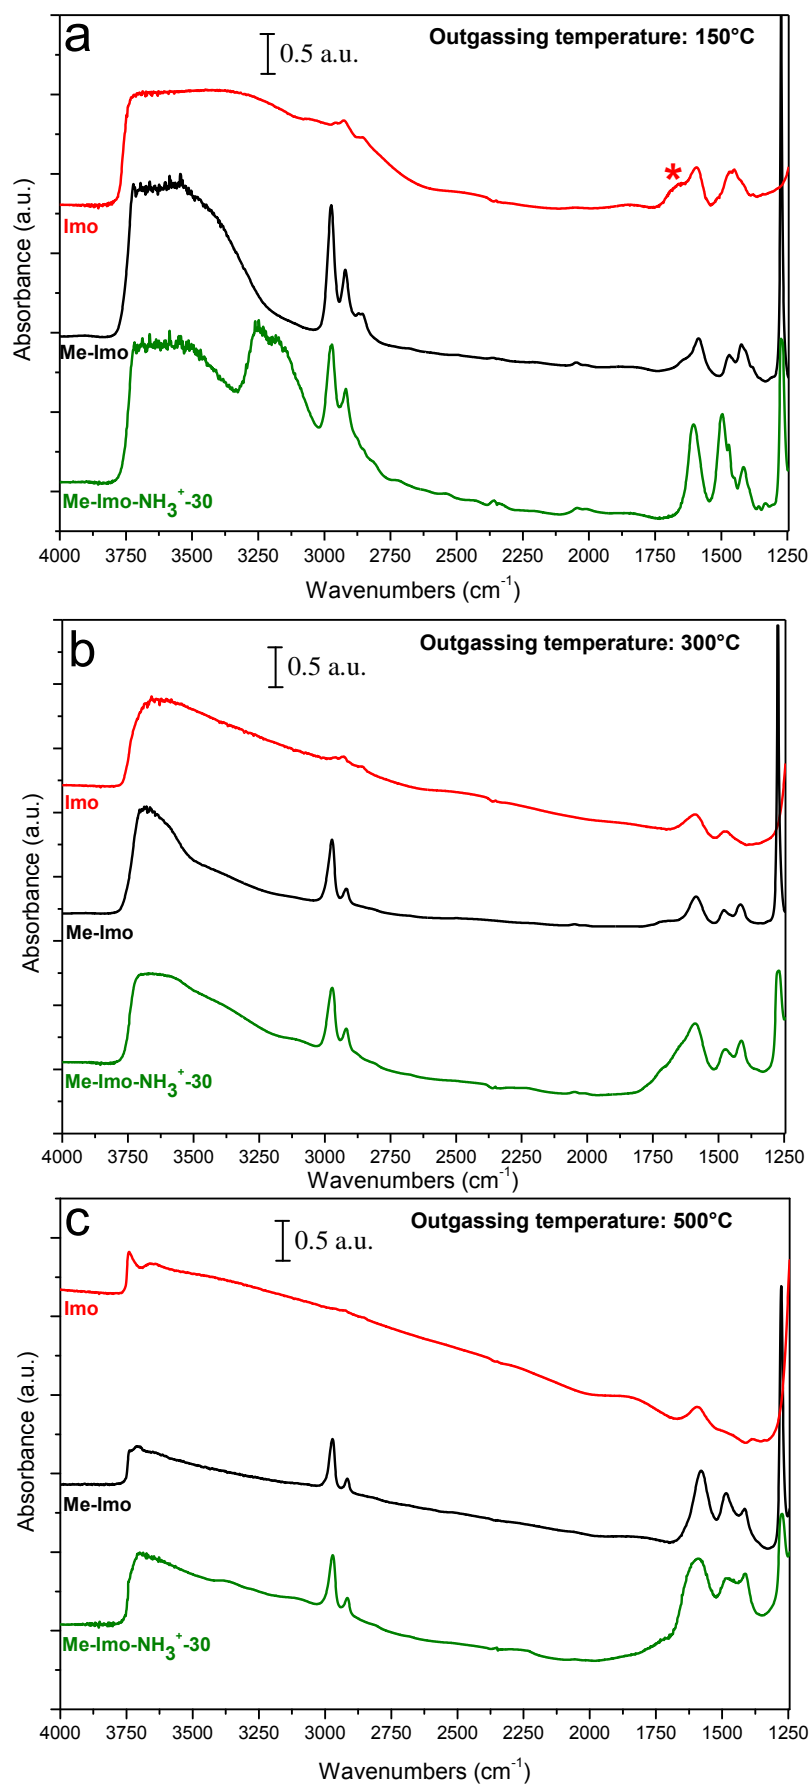 a
0.5 a.u.
Outgassing temperature: 150°C
Absorbance (a.u.)
*
Imo
Me-Imo
Me-Imo-NH₃⁺-30
4000 3750 3500 3250 3000 2750 2500 2250 2000 1750 1500 1250
Wavenumbers (cm⁻¹)
b
0.5 a.u.
Outgassing temperature: 300°C
Absorbance (a.u.)
Imo
Me-Imo
Me-Imo-NH₃⁺-30
4000 3750 3500 3250 3000 2750 2500 2250 2000 1750 1500 1250
Wavenumbers (cm⁻¹)
c
0.5 a.u.
Outgassing temperature: 500°C
Absorbance (a.u.)
Imo
Me-Imo
Me-Imo-NH₃⁺-30
4000 3750 3500 3250 3000 2750 2500 2250 2000 1750 1500 1250
Wavenumbers (cm⁻¹)